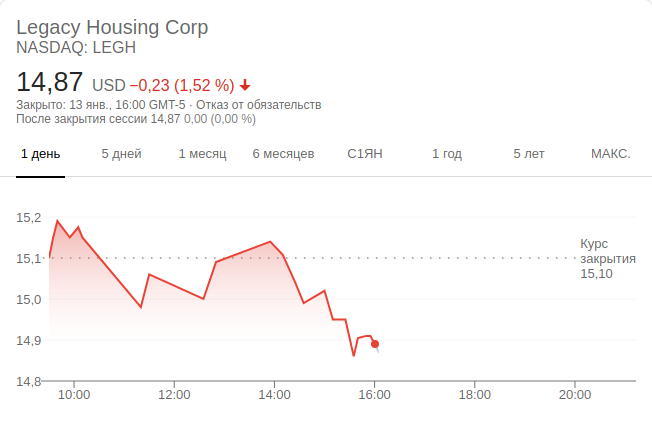 Legacy Housing Corp
NASDAQ: LEGH
14,87 USD −0,23 (1,52 %)
Закрыто: 13 янв., 16:00 GMT-5 · Отказ от обязательств
После закрытия сессии 14,87 0,00 (0,00 %)
1 день 5 дней 1 месяц 6 месяцев С1ЯН 1 год 5 лет МАКС.
15,2
15,1
15,0
14,9
14,8
Курс
закрытия
15,10
10:00 12:00 14:00 16:00 18:00 20:00